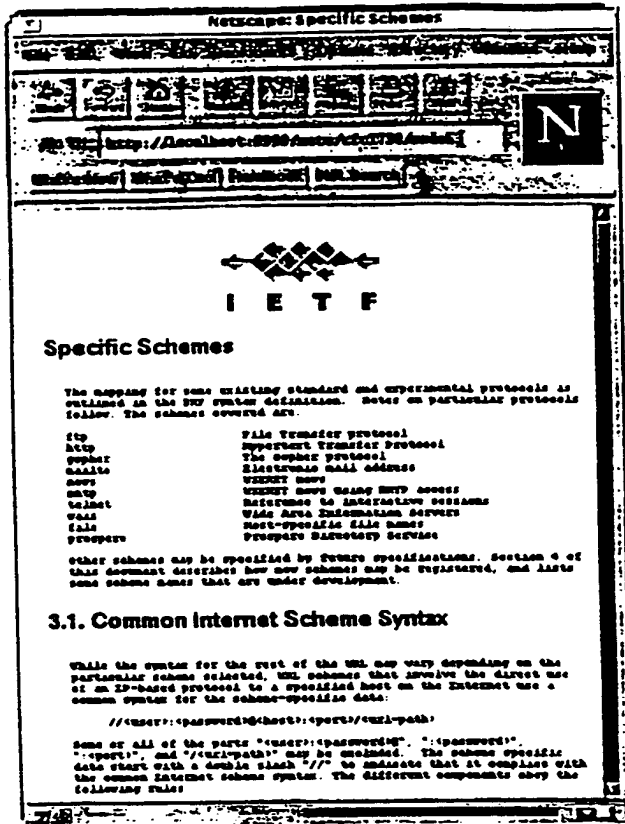 Netscape: Specific Schemes
N
IETF
Specific Schemes
The mapping for some existing standard and experimental protocols is
outlined in the BNF syntax definition. Notes on particular protocols
follow. The schemes covered are:
ftp File Transfer protocol
http Hypertext Transfer Protocol
gopher The Gopher protocol
mailto Electronic mail address
news USENET news
nntp USENET news using NNTP access
telnet Reference to interactive sessions
wais Wide Area Information Servers
file Host-specific file names
prospero Prospero Directory Service
Other schemes may be specified by future specifications. Section 4 of
this document describes how new schemes may be registered, and lists
some scheme names that are under development.
3.1. Common Internet Scheme Syntax
While the syntax for the rest of the URL may vary depending on the
particular scheme selected, URL schemes that involve the direct use
of an IP-based protocol to a specified host on the Internet use a
common syntax for the scheme-specific data:
//<user>:<password>@<host>:<port>/<url-path>
Some or all of the parts "<user>:<password>@", ":<password>",
":<port>", and "/<url-path>" may be excluded. The scheme specific
data start with a double slash "//" to indicate that it complies with
the common Internet scheme syntax. The different components obey the
following rules